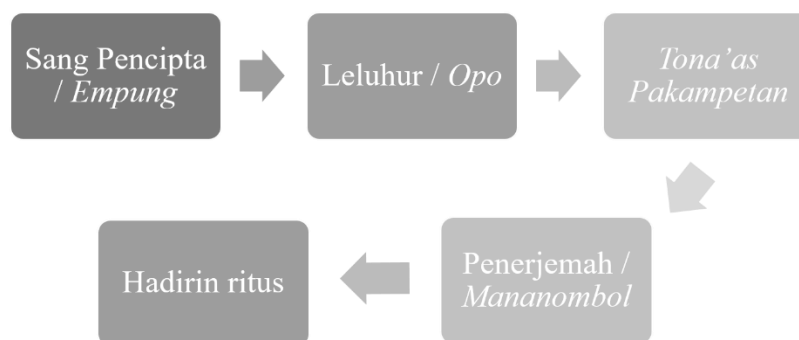 Sang Pencipta
/ Empung
Leluhur / Opo
Tona’as
Pakampetan
Penerjemah /
Mananombol
Hadirin ritus